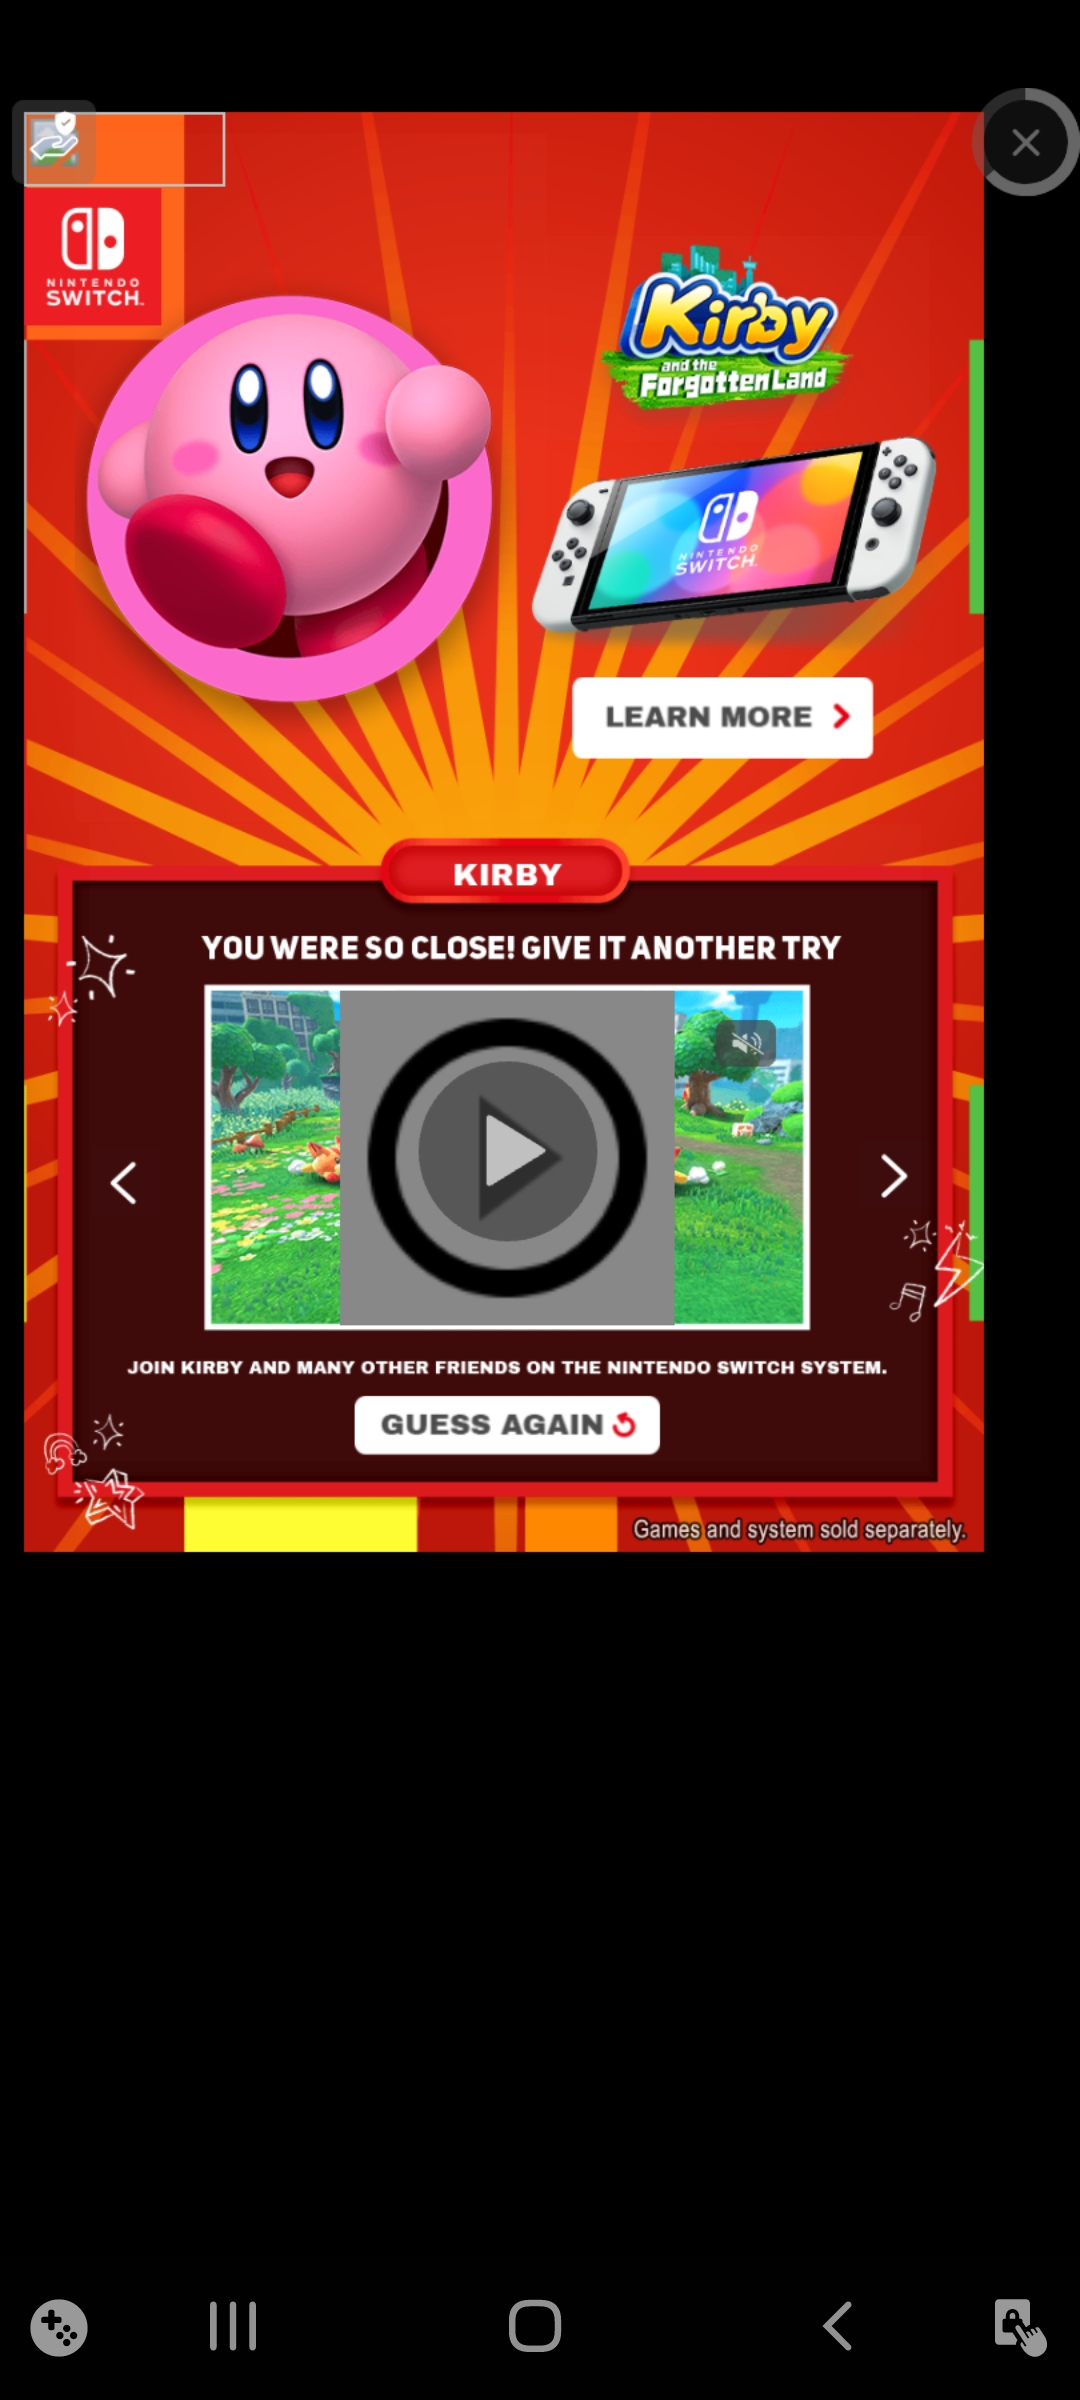 NINTENDO
SWITCH™
Kirby
and the
Forgotten Land
NINTENDO
SWITCH.
LEARN MORE
KIRBY
YOU WERE SO CLOSE! GIVE IT ANOTHER TRY
JOIN KIRBY AND MANY OTHER FRIENDS ON THE NINTENDO SWITCH SYSTEM.
GUESS AGAIN
Games and system sold separately.